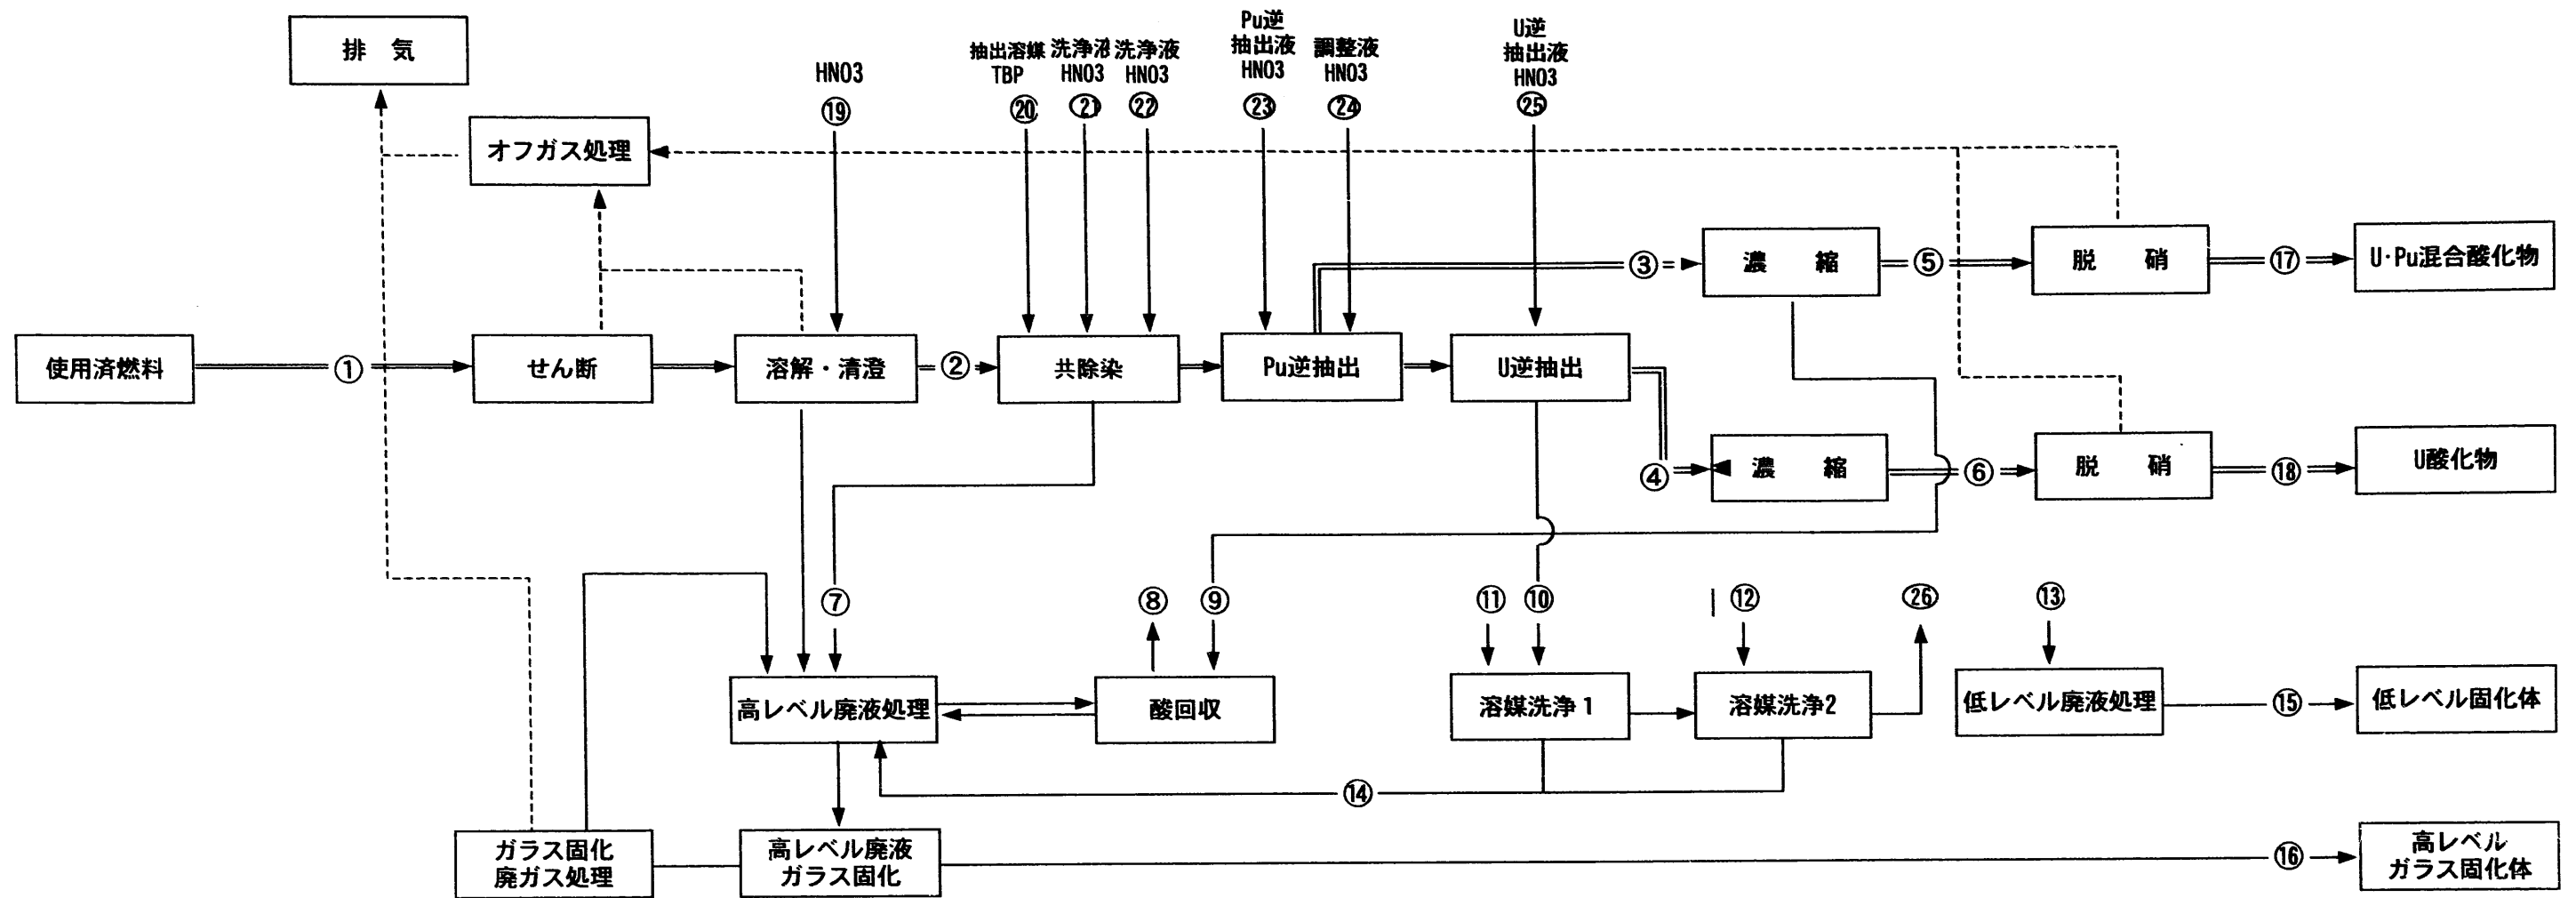 排　気
オフガス処理
HNO3
⑲
抽出溶媒
TBP
⑳
洗浄液
HNO3
㉑
洗浄液
HNO3
㉒
Pu逆
抽出液
HNO3
㉓
調整液
HNO3
㉔
U逆
抽出液
HNO3
㉕
③
濃　縮
⑤
脱　硝
⑰
U・Pu混合酸化物
使用済燃料
①
せん断
溶解・清澄
②
共除染
Pu逆抽出
U逆抽出
④
濃　縮
⑥
脱　硝
⑱
U酸化物
⑦
⑧
⑨
⑪
⑩
⑫
㉖
⑬
高レベル廃液処理
酸回収
溶媒洗浄1
溶媒洗浄2
低レベル廃液処理
⑮
低レベル固化体
⑭
ガラス固化
廃ガス処理
高レベル廃液
ガラス固化
⑯
高レベル
ガラス固化体